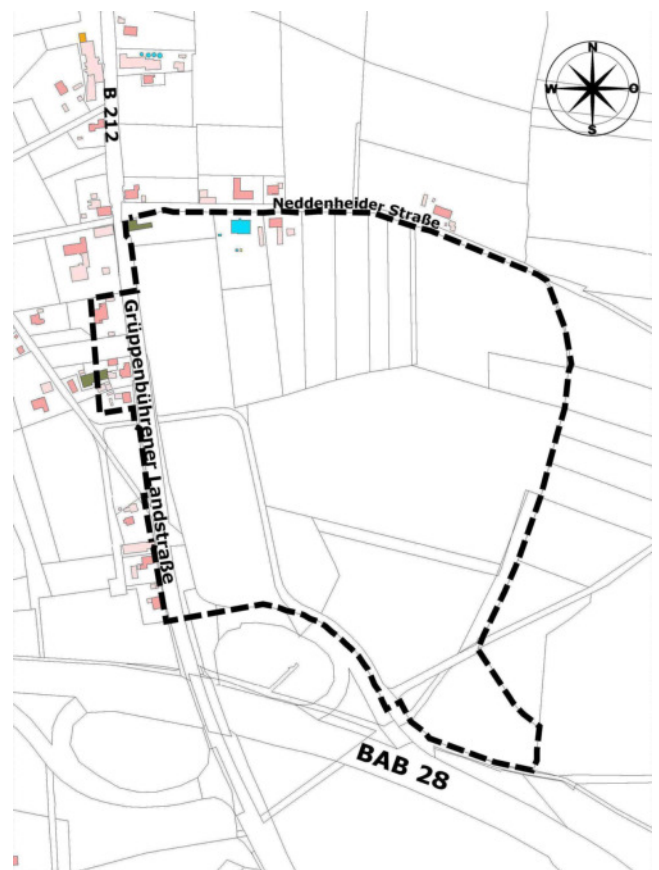 N
W O
S
B 212
Neddenheider Straße
Grüppenbührener Landstraße
BAB 28